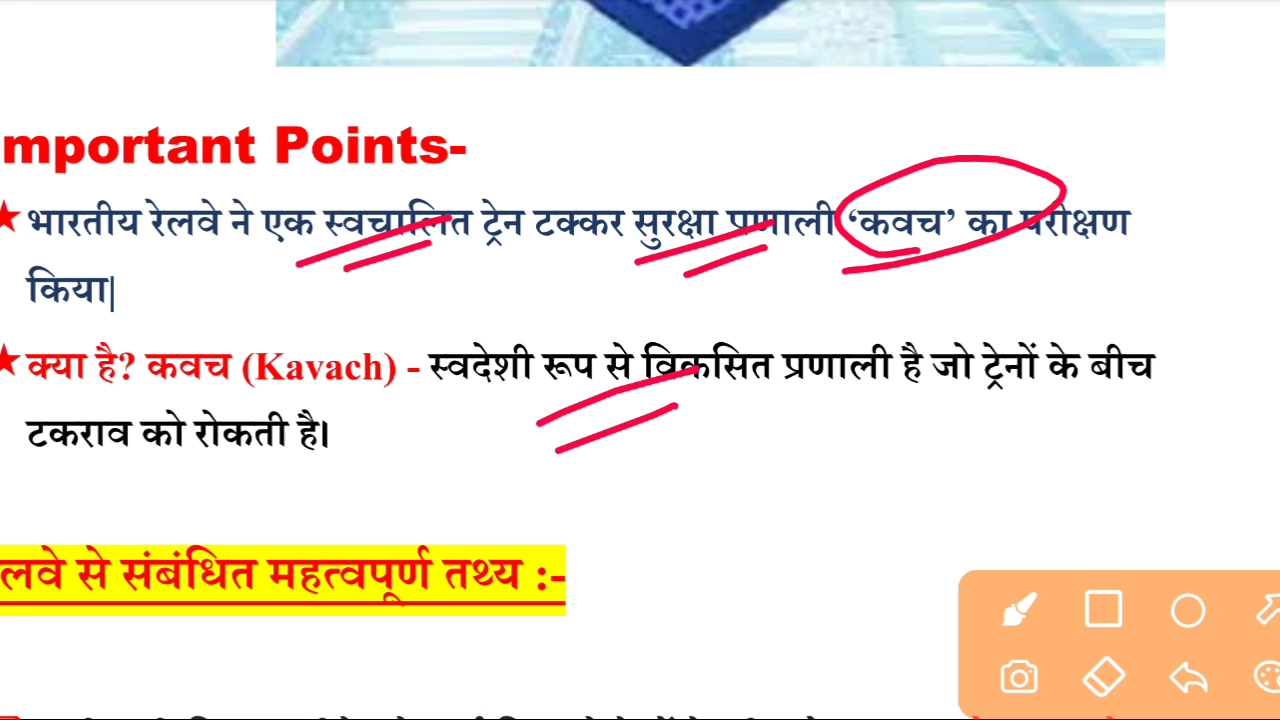 mportant Points-
भारतीय रेलवे ने एक स्वचालित ट्रेन टक्कर सुरक्षा प्रणाली ‘कवच’ का परीक्षण
किया|
क्या है? कवच (Kavach) - स्वदेशी रूप से विकसित प्रणाली है जो ट्रेनों के बीच
टकराव को रोकती है।
लवे से संबंधित महत्वपूर्ण तथ्य :-